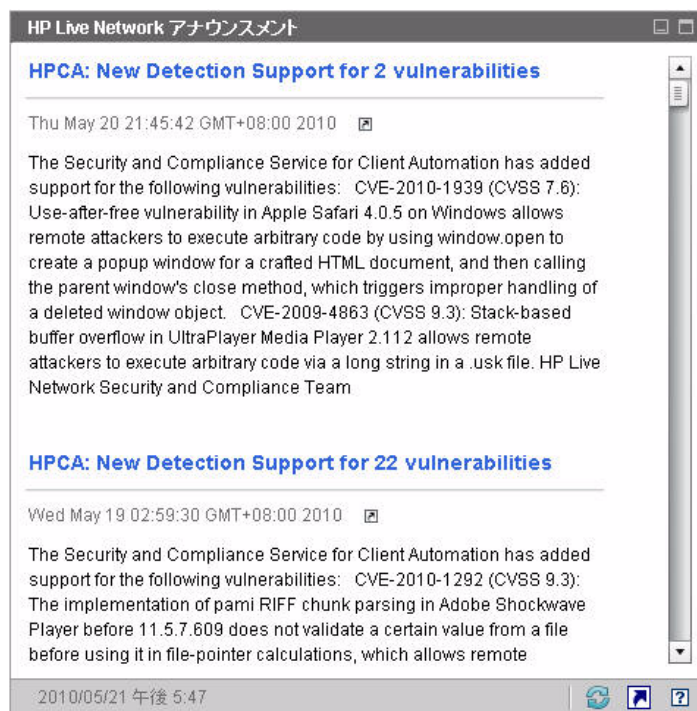 HP Live Network アナウンスメント
HPCA: New Detection Support for 2 vulnerabilities
Thu May 20 21:45:42 GMT+08:00 2010
The Security and Compliance Service for Client Automation has added
support for the following vulnerabilities:   CVE-2010-1939 (CVSS 7.6):
Use-after-free vulnerability in Apple Safari 4.0.5 on Windows allows
remote attackers to execute arbitrary code by using window.open to
create a popup window for a crafted HTML document, and then calling
the parent window's close method, which triggers improper handling of
a deleted window object.   CVE-2009-4863 (CVSS 9.3): Stack-based
buffer overflow in UltraPlayer Media Player 2.112 allows remote
attackers to execute arbitrary code via a long string in a .usk file. HP Live
Network Security and Compliance Team
HPCA: New Detection Support for 22 vulnerabilities
Wed May 19 02:59:30 GMT+08:00 2010
The Security and Compliance Service for Client Automation has added
support for the following vulnerabilities:   CVE-2010-1292 (CVSS 9.3):
The implementation of pami RIFF chunk parsing in Adobe Shockwave
Player before 11.5.7.609 does not validate a certain value from a file
before using it in file-pointer calculations, which allows remote
2010/05/21 午後 5:47